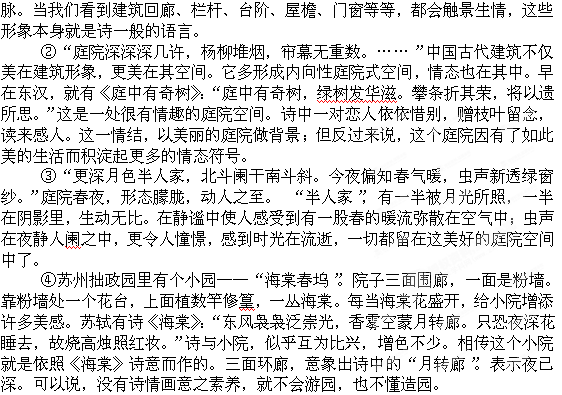 脉。当我们看到建筑回廊、栏杆、台阶、屋檐、门窗等等，都会触景生情，这些
形象本身就是诗一般的语言。
②“庭院深深深几许，杨柳堆烟，帘幕无重数。……”中国古代建筑不仅
美在建筑形象，更美在其空间。它多形成内向性庭院式空间，情态也在其中。早
在东汉，就有《庭中有奇树》：“庭中有奇树，绿树发华滋。攀条折其荣，将以遗
所思。”这是一处很有情趣的庭院空间。诗中一对恋人依依惜别，赠枝叶留念，
读来感人。这一情结，以美丽的庭院做背景；但反过来说，这个庭院因有了如此
美的生活而积淀起更多的情态符号。
③“更深月色半人家，北斗阑干南斗斜。今夜偏知春气暖，虫声新透绿窗
纱。”庭院春夜，形态朦胧，动人之至。 “半人家”，有一半被月光所照，一半
在阴影里，生动无比。在静谧中使人感受到有一股春的暖流弥散在空气中；虫声
在夜静人阑之中，更令人憧憬，感到时光在流逝，一切都留在这美好的庭院空间
中了。
④苏州拙政园里有个小园——“海棠春坞”。院子三面围廊，一面是粉墙。
靠粉墙处一个花台，上面植数竿修篁，一丛海棠。每当海棠花盛开，给小院增添
许多美感。苏轼有诗《海棠》：“东风袅袅泛崇光，香雾空蒙月转廊。只恐夜深花
睡去，故烧高烛照红妆。”诗与小院，似乎互为比兴，增色不少。相传这个小院
就是依照《海棠》诗意而作的。三面环廊，意象出诗中的“月转廊”。表示夜已
深。可以说，没有诗情画意之素养，就不会游园，也不懂造园。